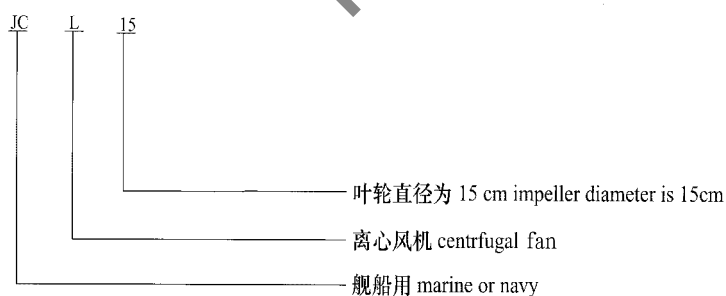 JC L 15
叶轮直径为 15 cm impeller diameter is 15cm
离心风机 centrfugal fan
舰船用 marine or navy